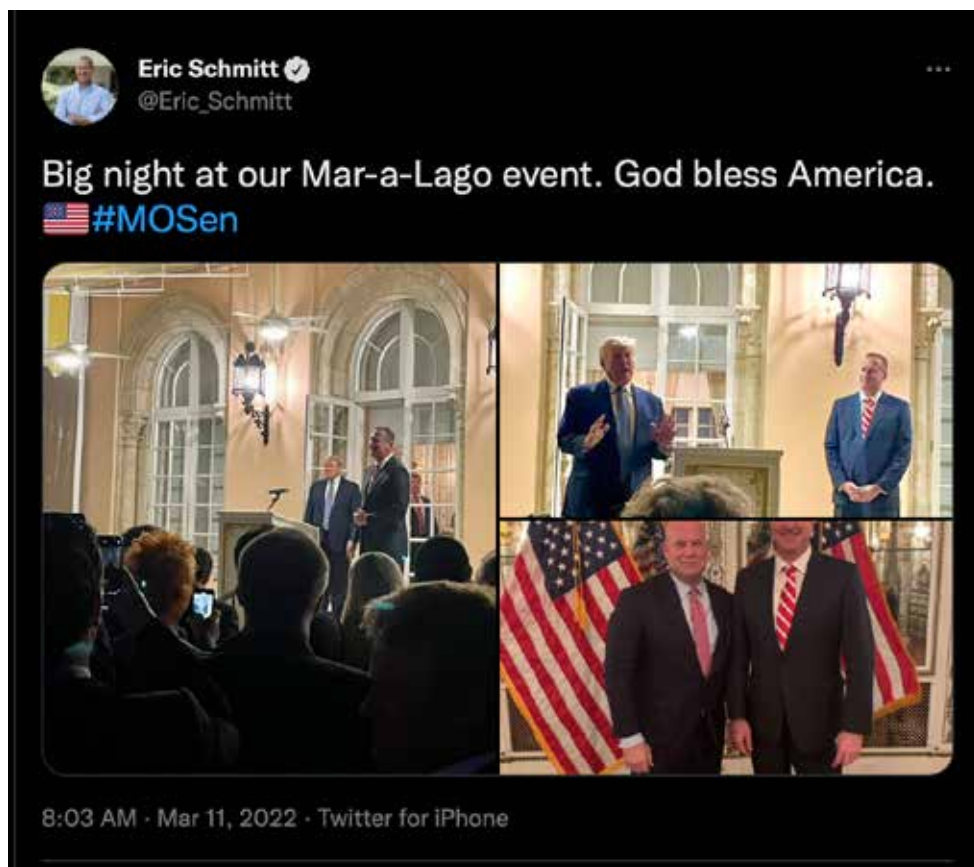 Eric Schmitt
@Eric_Schmitt
Big night at our Mar-a-Lago event. God bless America.
#MOSen
8:03 AM · Mar 11, 2022 · Twitter for iPhone